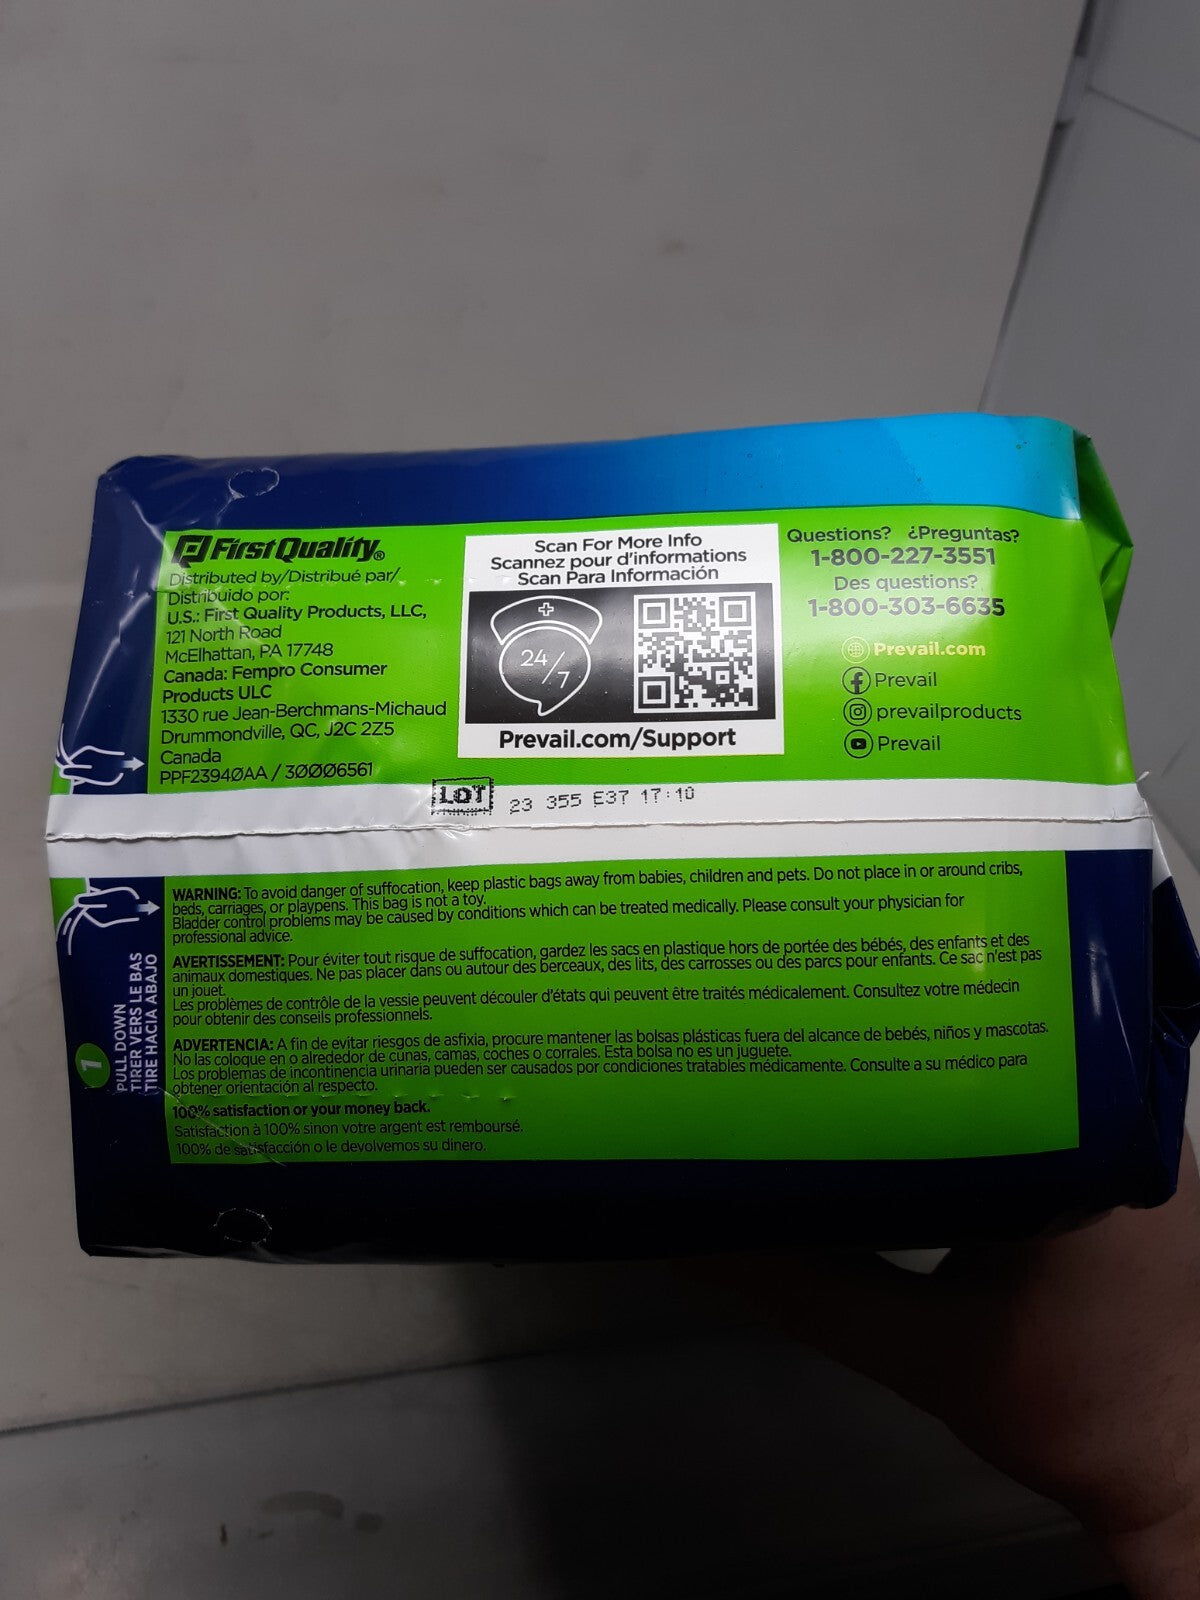 First Quality®
Distributed by/Distribué par/
Distribuido por:
U.S.: First Quality Products, LLC,
121 North Road
McElhattan, PA 17748
Canada: Fempro Consumer
Products ULC
1330 rue Jean-Berchmans-Michaud
Drummondville, QC, J2C 2Z5
Canada
PPF2394ØAA / 3ØØØ6561
Scan For More Info
Scannez pour d'informations
Scan Para Información
24/7
Prevail.com/Support
Questions? ¿Preguntas?
1-800-227-3551
Des questions?
1-800-303-6635
Prevail.com
Prevail
prevailproducts
Prevail
LOT 23 355 E37 17:10
WARNING: To avoid danger of suffocation, keep plastic bags away from babies, children and pets. Do not place in or around cribs,
beds, carriages, or playpens. This bag is not a toy.
Bladder control problems may be caused by conditions which can be treated medically. Please consult your physician for
professional advice.
AVERTISSEMENT: Pour éviter tout risque de suffocation, gardez les sacs en plastique hors de portée des bébés, des enfants et des
animaux domestiques. Ne pas placer dans ou autour des berceaux, des lits, des carrosses ou des parcs pour enfants. Ce sac n'est pas
un jouet.
Les problèmes de contrôle de la vessie peuvent découler d'états qui peuvent être traités médicalement. Consultez votre médecin
pour obtenir des conseils professionnels.
ADVERTENCIA: A fin de evitar riesgos de asfixia, procure mantener las bolsas plásticas fuera del alcance de bebés, niños y mascotas.
No las coloque en o alrededor de cunas, camas, coches o corrales. Esta bolsa no es un juguete.
Los problemas de incontinencia urinaria pueden ser causados por condiciones tratables médicamente. Consulte a su médico para
obtener orientación al respecto.
100% satisfaction or your money back.
Satisfaction à 100% sinon votre argent est remboursé.
100% de satisfacción o le devolvemos su dinero.
1
PULL DOWN
TIRER VERS LE BAS
TIRE HACIA ABAJO